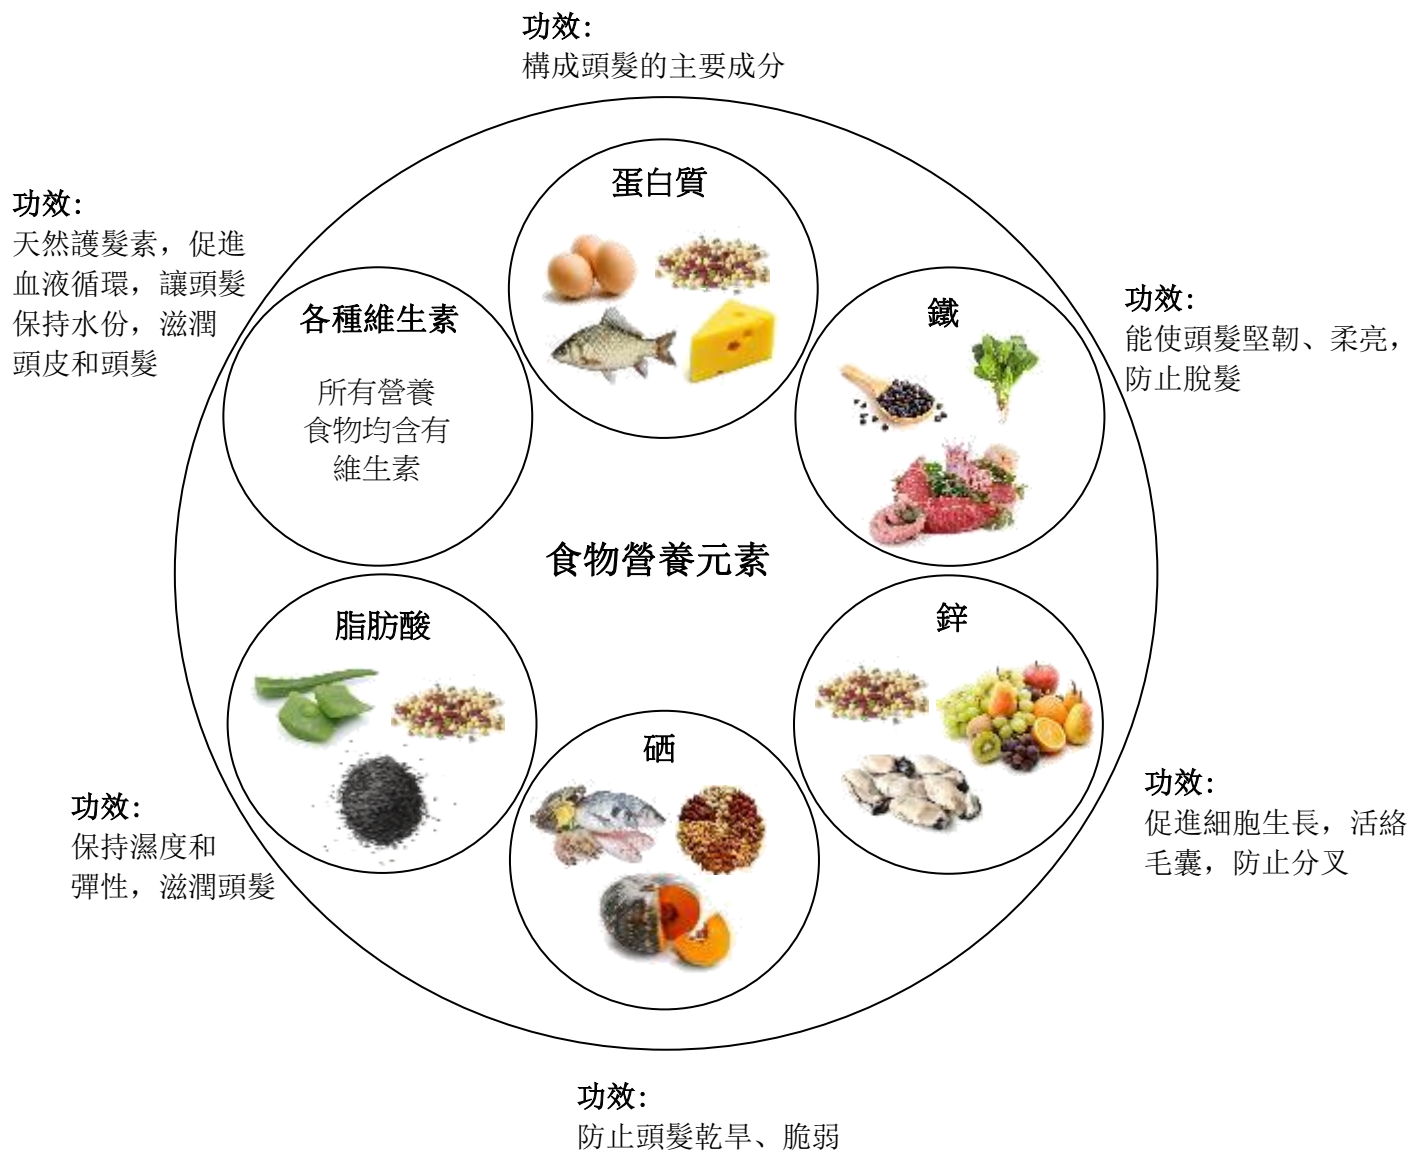 功效:
構成頭髮的主要成分
蛋白質
功效:
天然護髮素，促進
血液循環，讓頭髮
保持水份，滋潤
頭皮和頭髮
各種維生素
所有營養
食物均含有
維生素
鐵
功效:
能使頭髮堅韌、柔亮，
防止脫髮
食物營養元素
脂肪酸
鋅
硒
功效:
保持濕度和
彈性，滋潤頭髮
功效:
促進細胞生長，活絡
毛囊，防止分叉
功效:
防止頭髮乾旱、脆弱